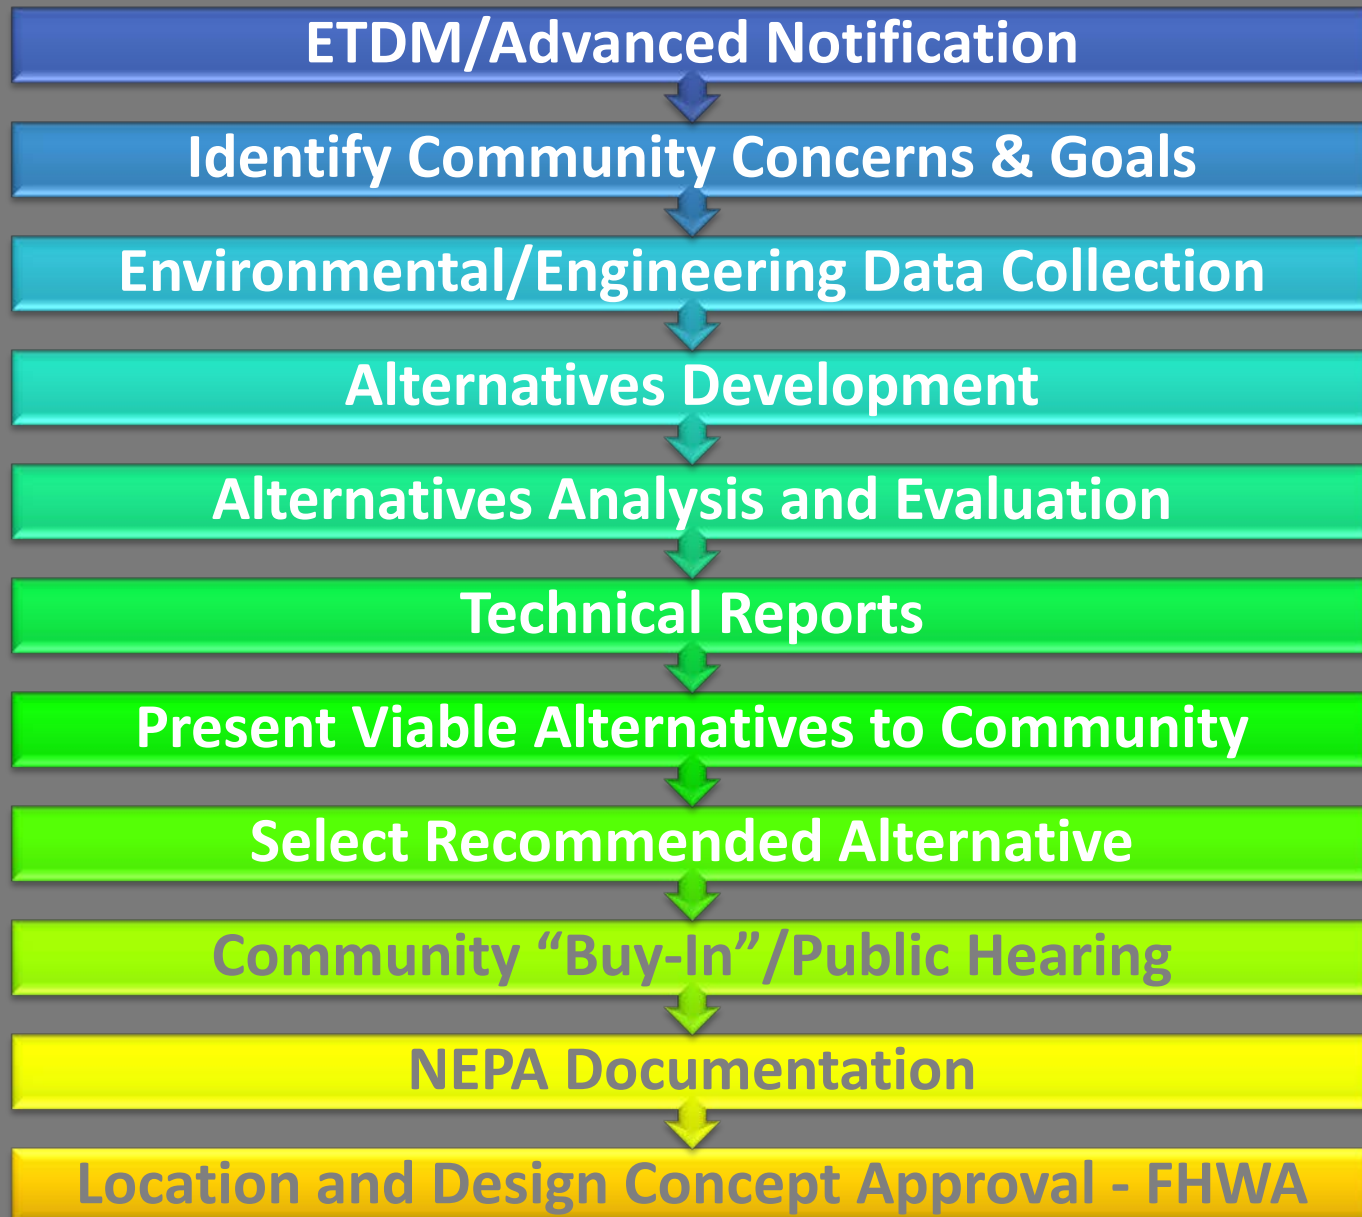 ETDM/Advanced Notification
Identify Community Concerns & Goals
Environmental/Engineering Data Collection
Alternatives Development
Alternatives Analysis and Evaluation
Technical Reports
Present Viable Alternatives to Community
Select Recommended Alternative
Community “Buy-In”/Public Hearing
NEPA Documentation
Location and Design Concept Approval - FHWA